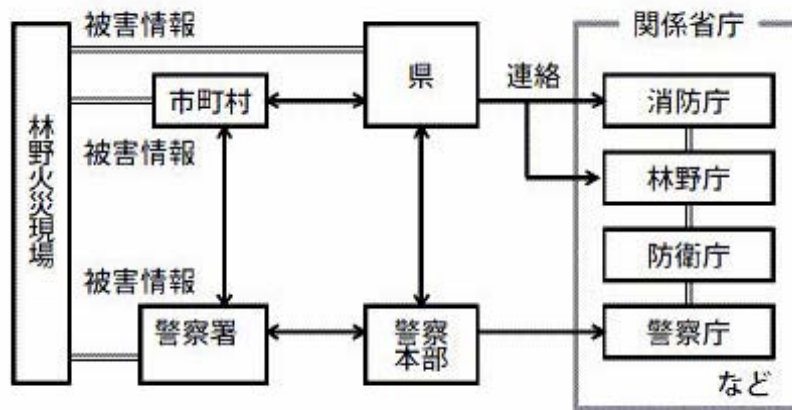 被害情報
関係省庁
県
連絡
市町村
消防庁
林野火災現場
被害情報
林野庁
防衛庁
被害情報
警察署
警察
本部
警察庁
など